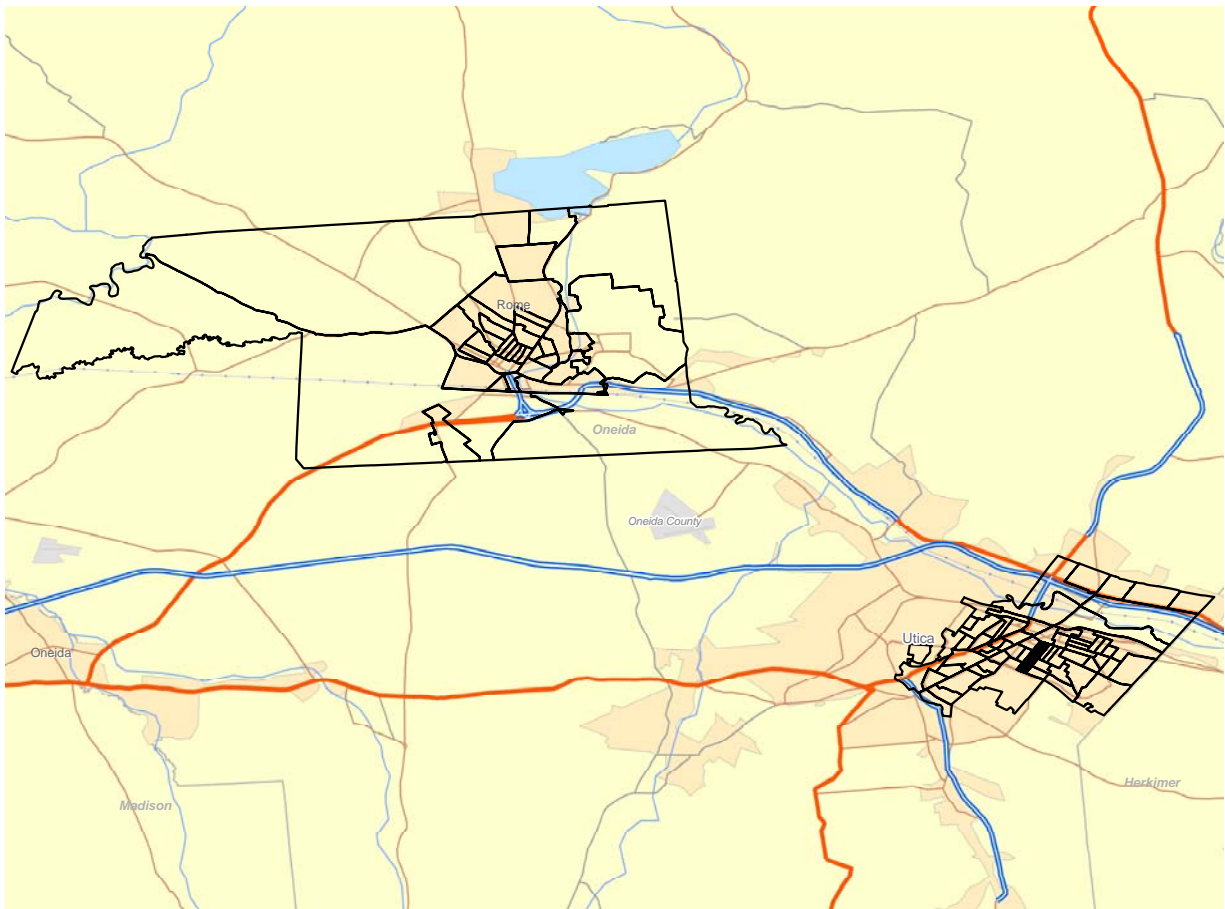 Rome
Oneida
Oneida County
Utica
Oneida
Herkimer
Madison